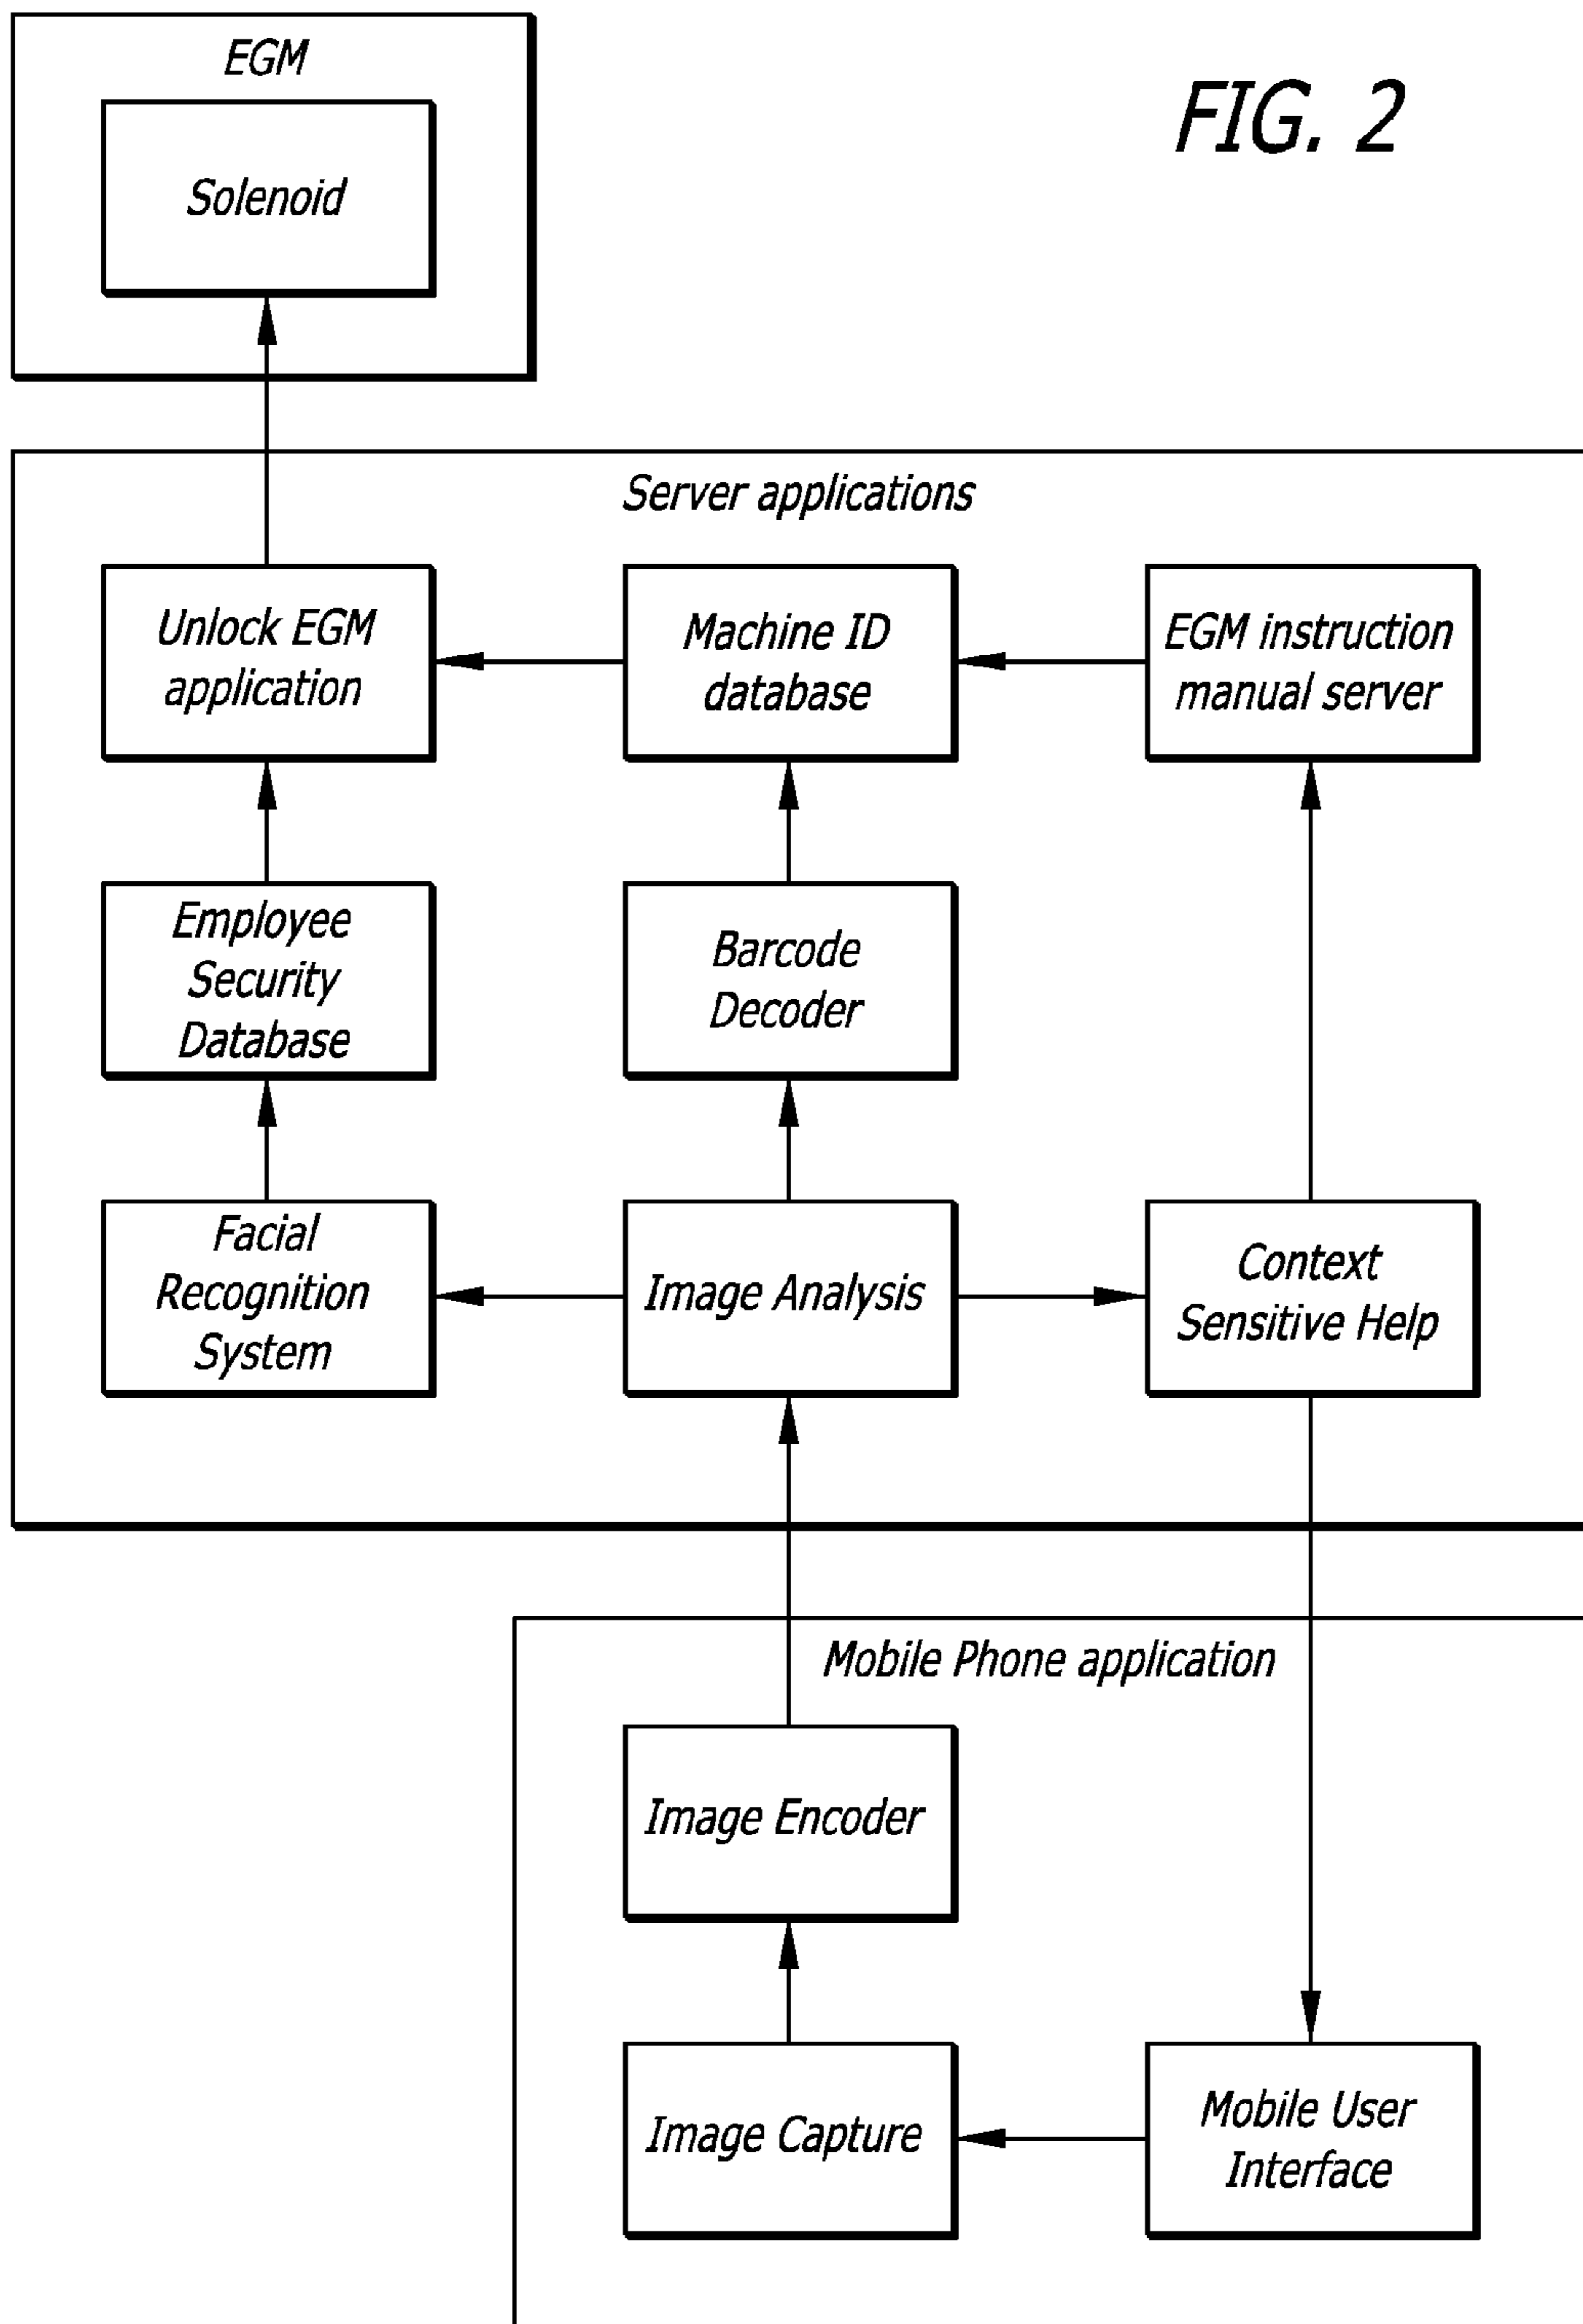 EGM
FIG. 2
Solenoid
Server applications
Unlock EGM
application
Machine ID
database
EGM instruction
manual server
Employee
Security
Database
Barcode
Decoder
Facial
Recognition
System
Image Analysis
Context
Sensitive Help
Mobile Phone application
Image Encoder
Image Capture
Mobile User
Interface